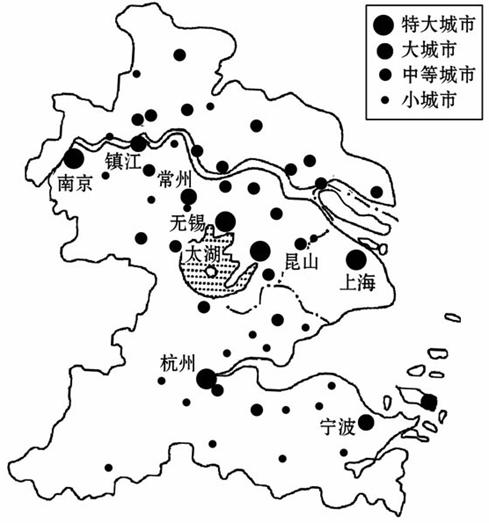 特大城市
大城市
中等城市
小城市
镇江
南京
常州
无锡
太湖
昆山
上海
杭州
宁波